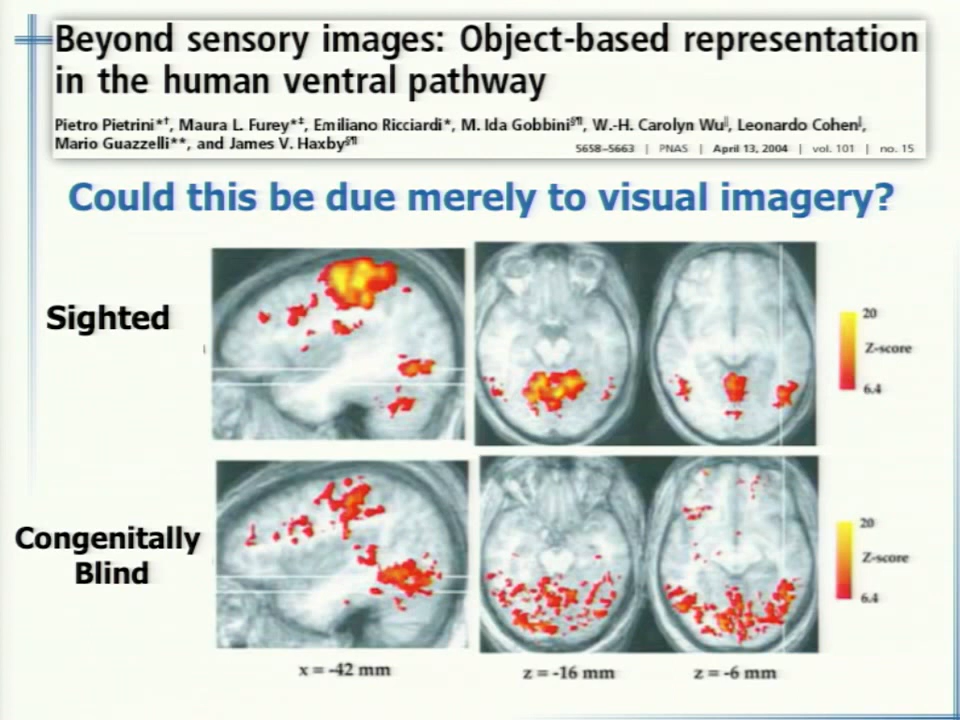 Beyond sensory images: Object-based representation
in the human ventral pathway
Pietro Pietrini*†, Maura L. Furey*‡, Emiliano Ricciardi*, M. Ida Gobbini§¶, W.-H. Carolyn Wu‖, Leonardo Cohen‖,
Mario Guazzelli**, and James V. Haxby§¶
5658–5663 | PNAS | April 13, 2004 | vol. 101 | no. 15
Could this be due merely to visual imagery?
Sighted
20
Z-score
6.4
Congenitally
Blind
20
Z-score
6.4
x = -42 mm
z = -16 mm
z = -6 mm